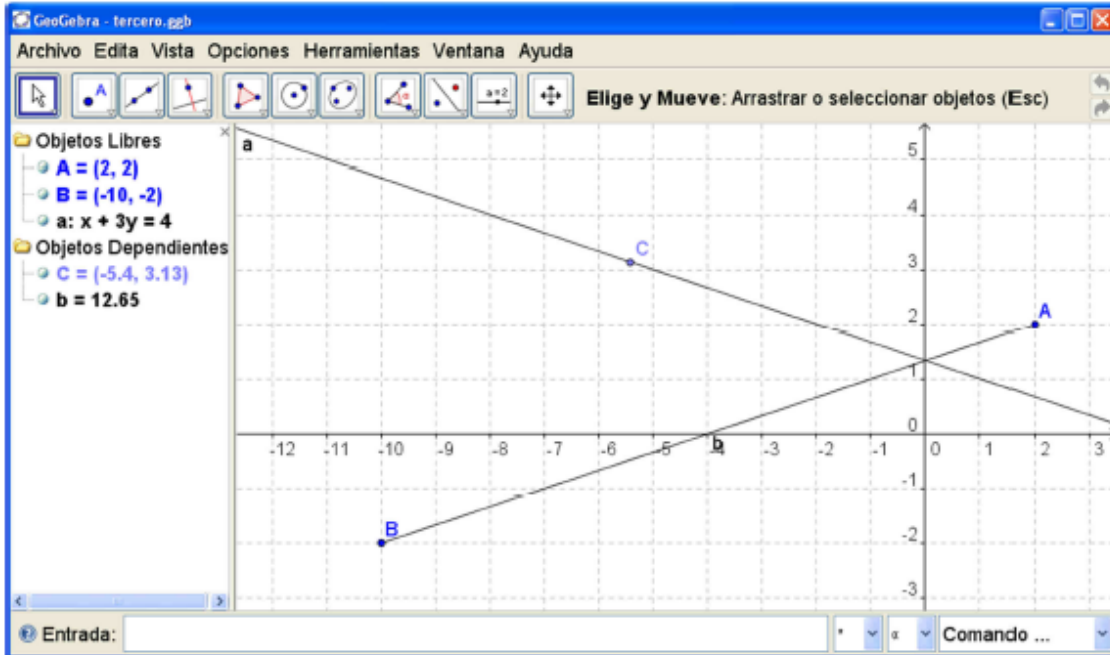 GeoGebra - tercero.ggb
Archivo Edita Vista Opciones Herramientas Ventana Ayuda
A a=2 Elige y Mueve: Arrastrar o seleccionar objetos (Esc)
Objetos Libres
A = (2, 2)
B = (-10, -2)
a: x + 3y = 4
Objetos Dependientes
C = (-5.4, 3.13)
b = 12.65
a
5
4
C
3
A
2
1
0
b
-12 -11 -10 -9 -8 -7 -6 -5 -4 -3 -2 -1 0 1 2 3
-1
B
-2
-3
Entrada: α Comando ...